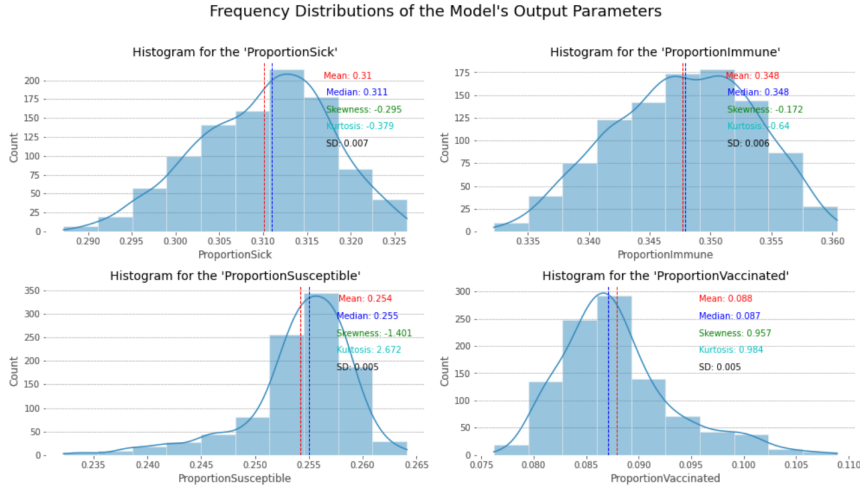 Frequency Distributions of the Model's Output Parameters
Histogram for the 'ProportionSick'
Count
200
175
150
125
100
75
50
25
0
Mean: 0.31
Median: 0.311
Skewness: -0.295
Kurtosis: -0.379
SD: 0.007
0.290 0.295 0.300 0.305 0.310 0.315 0.320 0.325
ProportionSick
Histogram for the 'ProportionImmune'
Count
175
150
125
100
75
50
25
0
Mean: 0.348
Median: 0.348
Skewness: -0.172
Kurtosis: -0.64
SD: 0.006
0.335 0.340 0.345 0.350 0.355 0.360
ProportionImmune
Histogram for the 'ProportionSusceptible'
Count
350
300
250
200
150
100
50
0
Mean: 0.254
Median: 0.255
Skewness: -1.401
Kurtosis: 2.672
SD: 0.005
0.235 0.240 0.245 0.250 0.255 0.260 0.265
ProportionSusceptible
Histogram for the 'ProportionVaccinated'
Count
300
250
200
150
100
50
0
Mean: 0.088
Median: 0.087
Skewness: 0.957
Kurtosis: 0.984
SD: 0.005
0.075 0.080 0.085 0.090 0.095 0.100 0.105 0.110
ProportionVaccinated